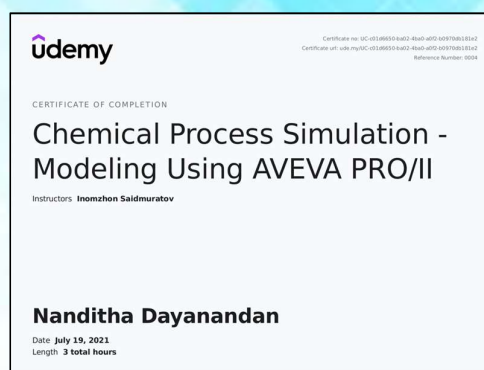 udemy
Certificate no: UC-c01d6650-ba02-4ba0-a0f2-b0970db181e2
Certificate url: ude.my/UC-c01d6650-ba02-4ba0-a0f2-b0970db181e2
Reference Number: 0004
CERTIFICATE OF COMPLETION
Chemical Process Simulation -
Modeling Using AVEVA PRO/II
Instructors Inomzhon Saidmuratov
Nanditha Dayanandan
Date July 19, 2021
Length 3 total hours